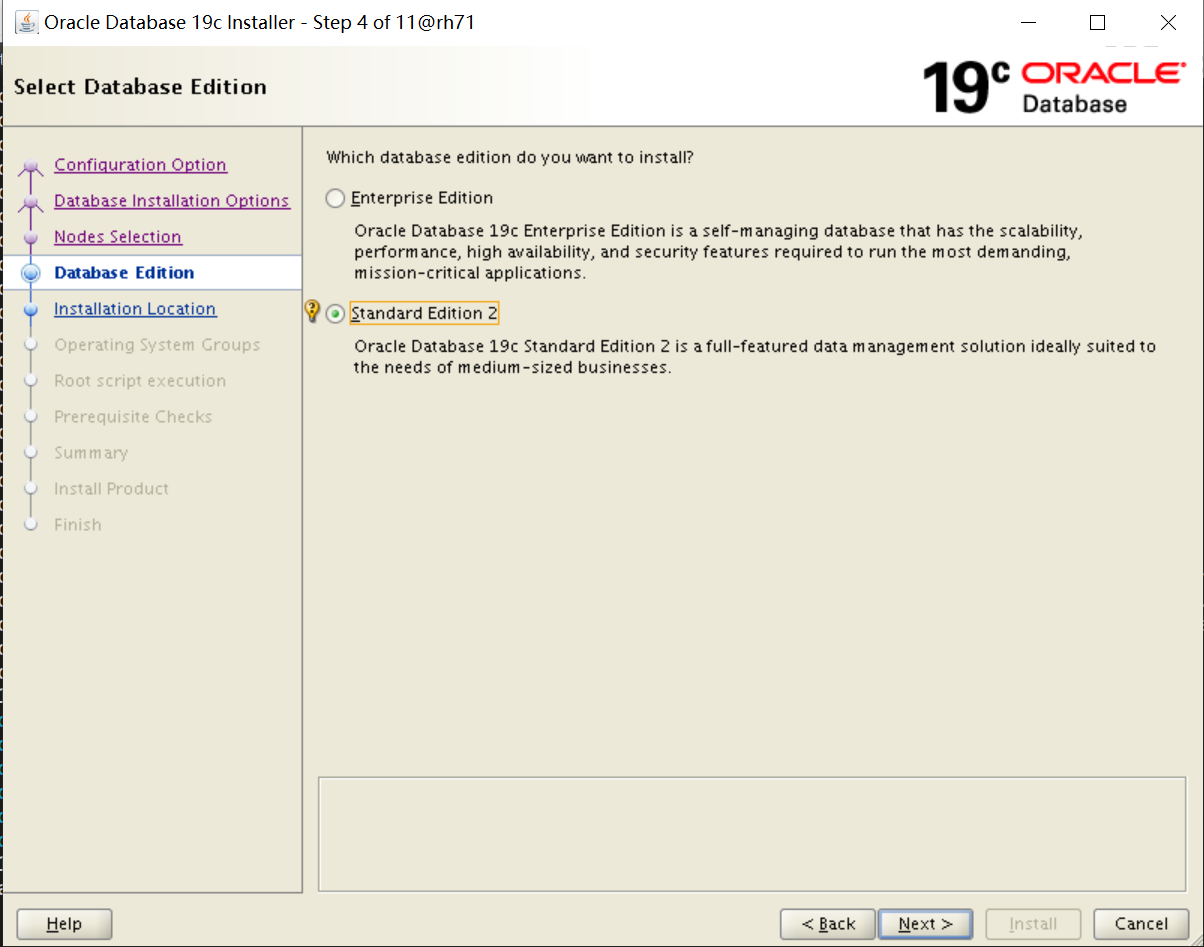 Oracle Database 19c Installer - Step 4 of 11@rh71
Select Database Edition
19c ORACLE
Database
Configuration Option
Database Installation Options
Nodes Selection
Database Edition
Installation Location
Operating System Groups
Root script execution
Prerequisite Checks
Summary
Install Product
Finish
Which database edition do you want to install?
Enterprise Edition
Oracle Database 19c Enterprise Edition is a self-managing database that has the scalability,
performance, high availability, and security features required to run the most demanding,
mission-critical applications.
Standard Edition 2
Oracle Database 19c Standard Edition 2 is a full-featured data management solution ideally suited to
the needs of medium-sized businesses.
Help
< Back
Next >
Install
Cancel